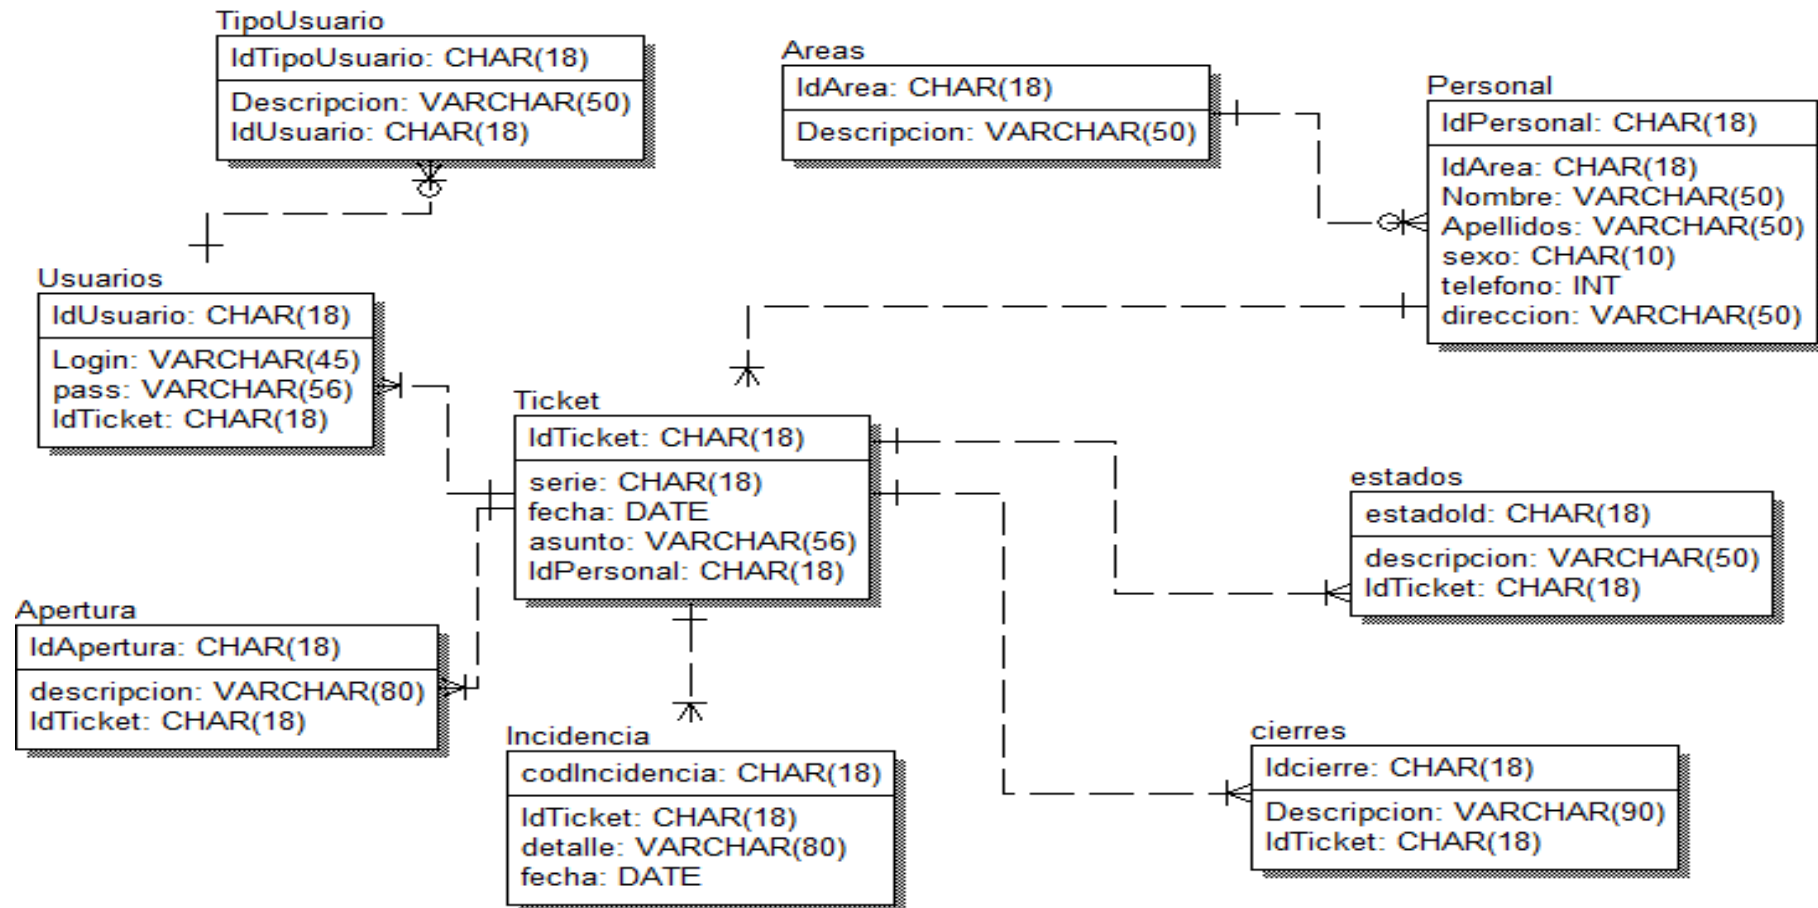 TipoUsuario
IdTipoUsuario: CHAR(18)
Descripcion: VARCHAR(50)
IdUsuario: CHAR(18)
Areas
IdArea: CHAR(18)
Descripcion: VARCHAR(50)
Personal
IdPersonal: CHAR(18)
IdArea: CHAR(18)
Nombre: VARCHAR(50)
Apellidos: VARCHAR(50)
sexo: CHAR(10)
telefono: INT
direccion: VARCHAR(50)
Usuarios
IdUsuario: CHAR(18)
Login: VARCHAR(45)
pass: VARCHAR(56)
IdTicket: CHAR(18)
Ticket
IdTicket: CHAR(18)
serie: CHAR(18)
fecha: DATE
asunto: VARCHAR(56)
IdPersonal: CHAR(18)
estados
estadoId: CHAR(18)
descripcion: VARCHAR(50)
IdTicket: CHAR(18)
Apertura
IdApertura: CHAR(18)
descripcion: VARCHAR(80)
IdTicket: CHAR(18)
Incidencia
codIncidencia: CHAR(18)
IdTicket: CHAR(18)
detalle: VARCHAR(80)
fecha: DATE
cierres
Idcierre: CHAR(18)
Descripcion: VARCHAR(90)
IdTicket: CHAR(18)